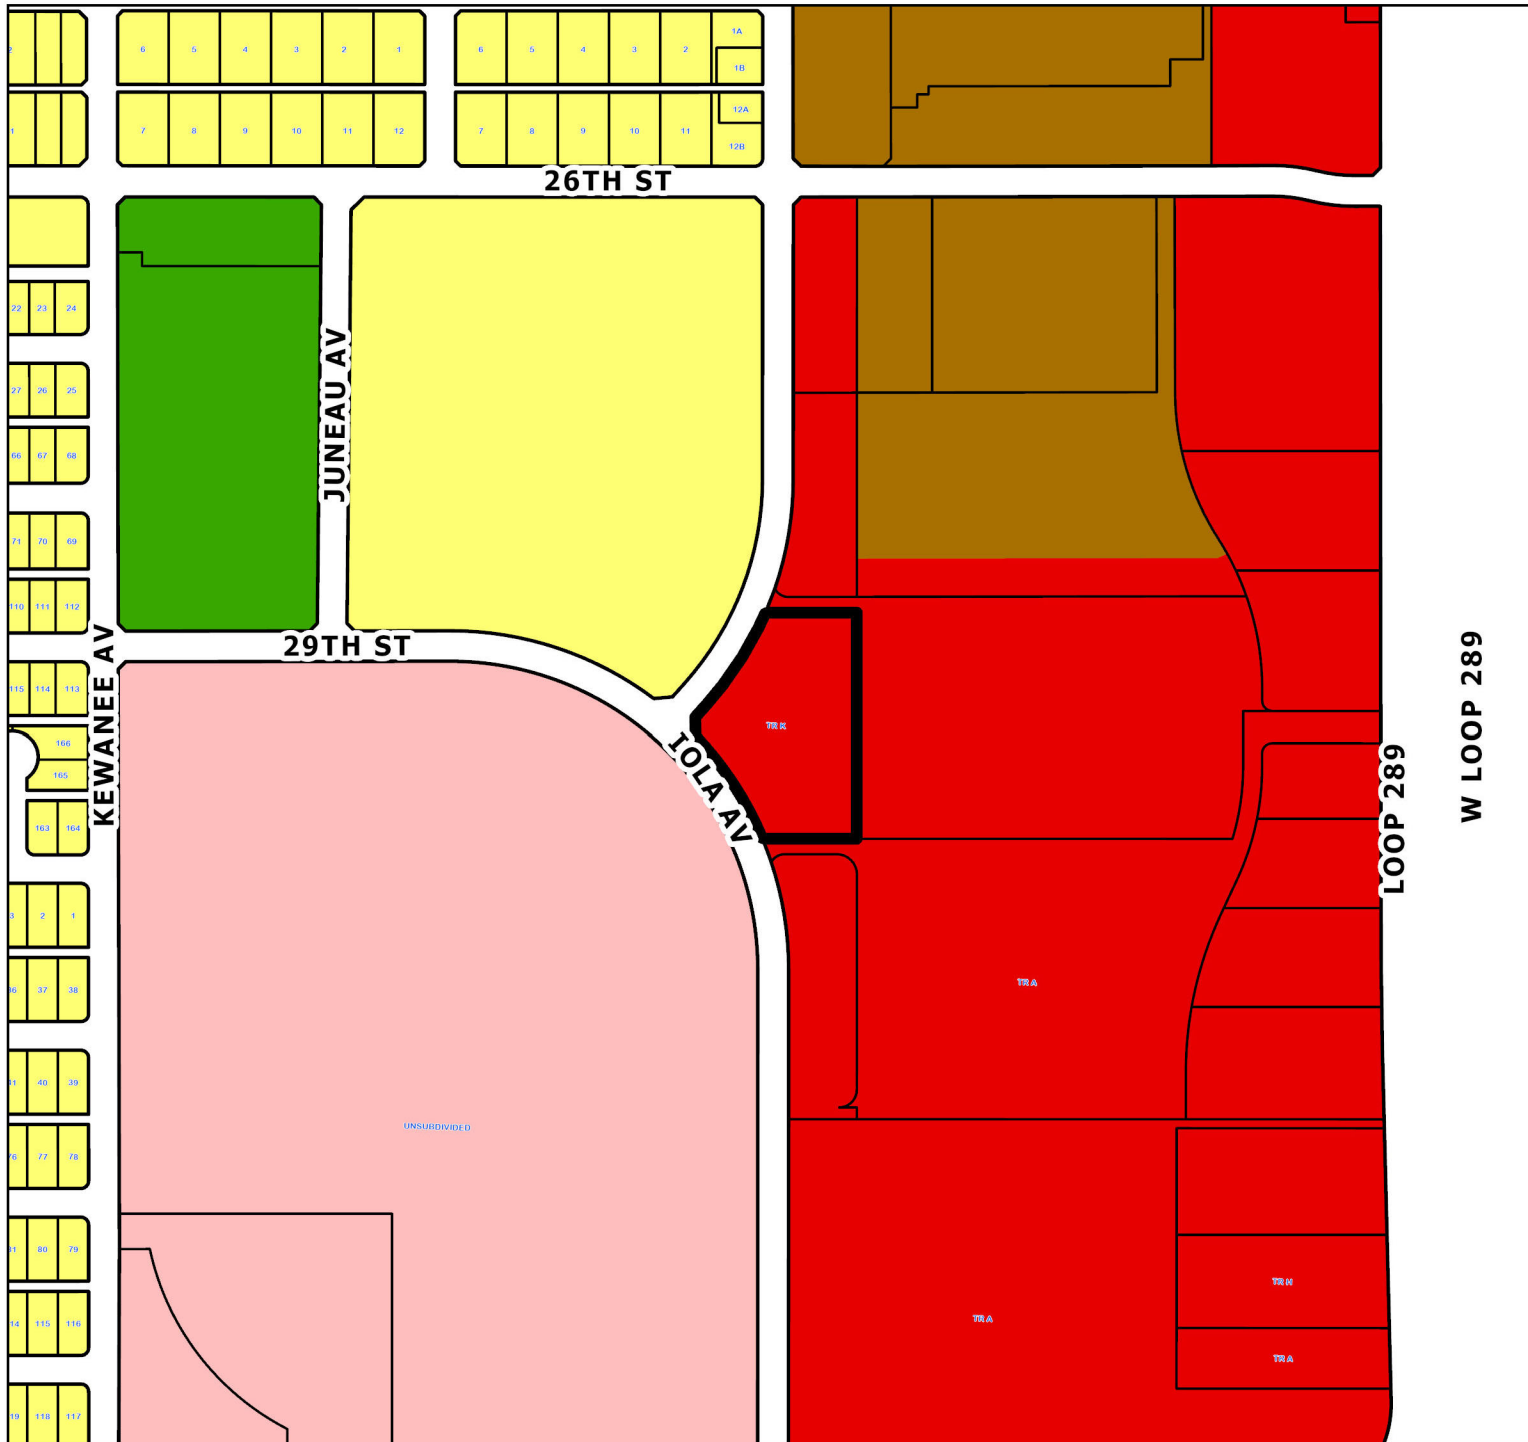 2 6 5 4 3 2 1 6 5 4 3 2 1A
1B
1 7 8 9 10 11 12 7 8 9 10 11 12A
12B
26TH ST
22 23 24
JUNEAU AV
27 26 25
66 67 68
71 70 69
110 111 112
29TH ST
KEWANEE AV
115 114 113
TR K
166
165
IOLA AV
LOOP 289
W LOOP 289
163 164
3 2 1
37 38
TR A
40 39
UNSUBDIVIDED
77 78
80 79
TR H
115 116
TR A
TR A
118 117